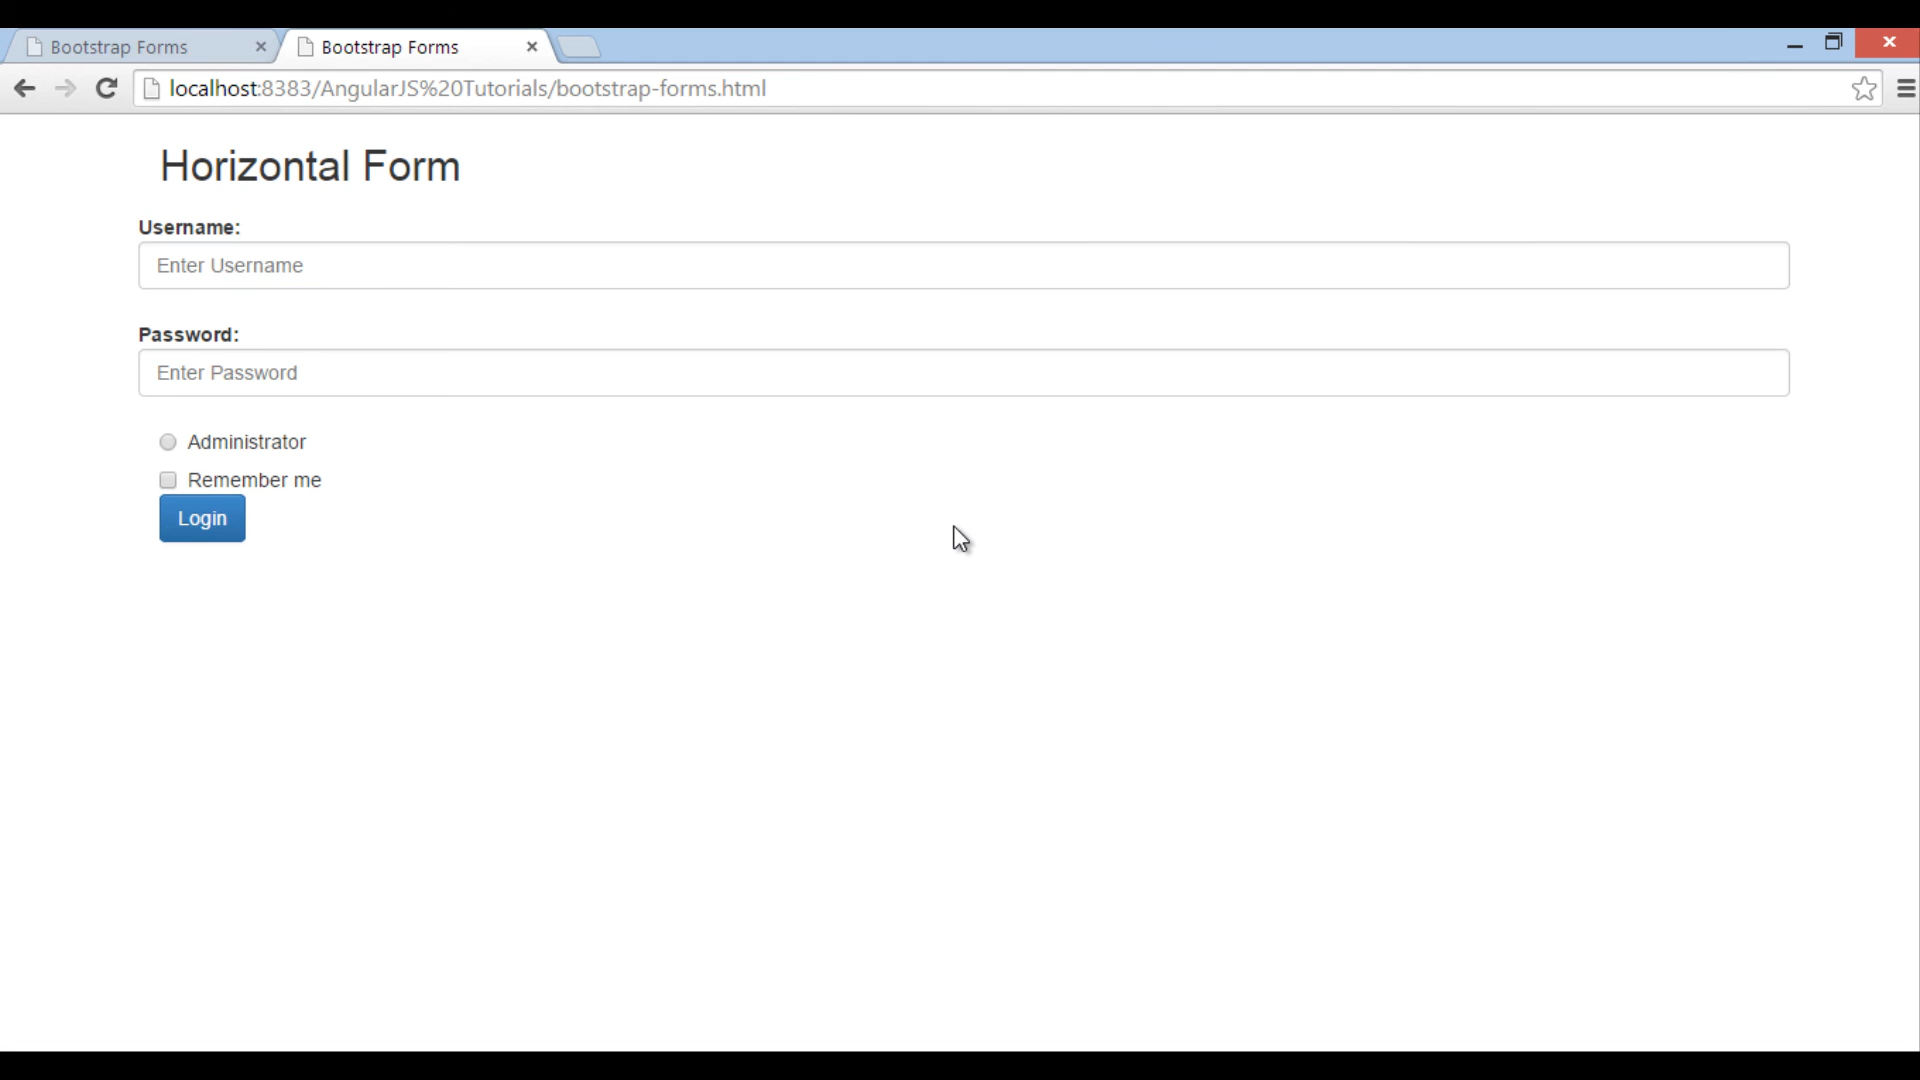 Bootstrap Forms
Bootstrap Forms
localhost:8383/AngularJS%20Tutorials/bootstrap-forms.html
Horizontal Form
Username:
Enter Username
Password:
Enter Password
Administrator
Remember me
Login